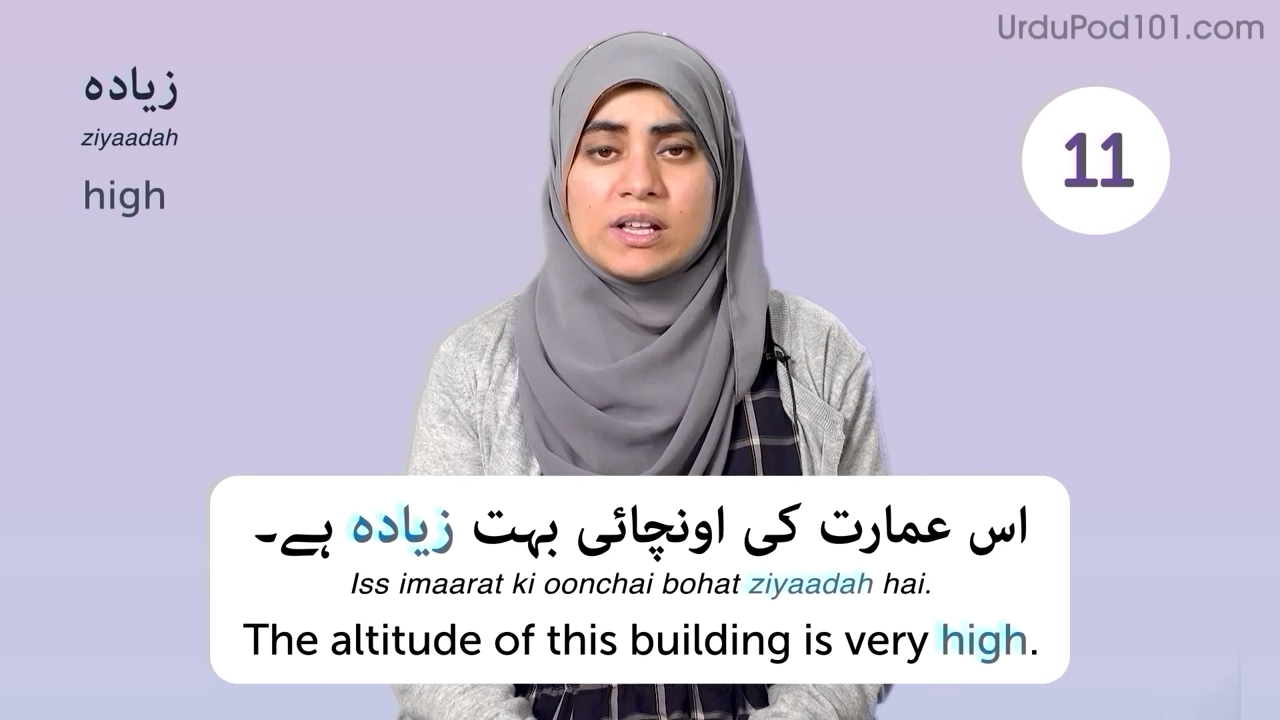 UrduPod101.com
زیادہ
ziyaadah
high
11
اس عمارت کی اونچائی بہت زیادہ ہے۔
Iss imaarat ki oonchai bohat ziyaadah hai.
The altitude of this building is very high.